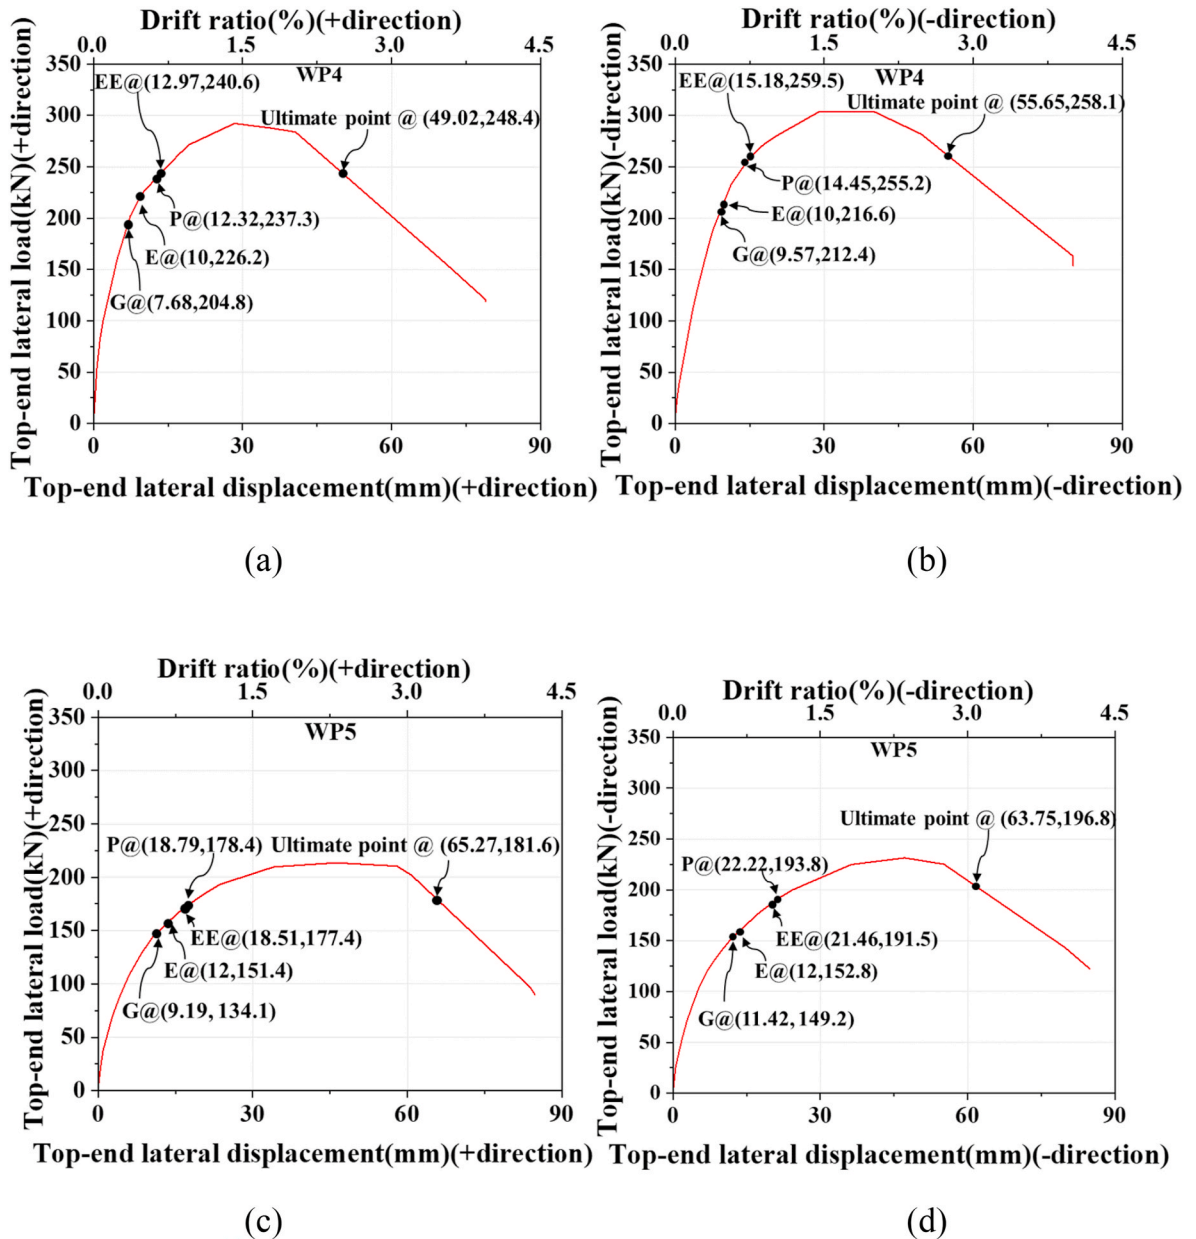 Drift ratio(%)(+direction)
0.0 1.5 3.0 4.5
350
300
250
200
150
100
50
0
Top-end lateral load(kN)(+direction)
WP4
EE@(12.97,240.6)
Ultimate point @ (49.02,248.4)
P@(12.32,237.3)
E@(10,226.2)
G@(7.68,204.8)
0 30 60 90
Top-end lateral displacement(mm)(+direction)
(a)
Drift ratio(%)(-direction)
0.0 1.5 3.0 4.5
350
300
250
200
150
100
50
0
Top-end lateral load(kN)(-direction)
WP4
EE@(15.18,259.5)
Ultimate point @ (55.65,258.1)
P@(14.45,255.2)
E@(10,216.6)
G@(9.57,212.4)
0 30 60 90
Top-end lateral displacement(mm)(-direction)
(b)
Drift ratio(%)(+direction)
0.0 1.5 3.0 4.5
350
300
250
200
150
100
50
0
Top-end lateral load(kN)(+direction)
WP5
P@(18.79,178.4)
Ultimate point @ (65.27,181.6)
EE@(18.51,177.4)
E@(12,151.4)
G@(9.19, 134.1)
0 30 60 90
Top-end lateral displacement(mm)(+direction)
(c)
Drift ratio(%)(-direction)
0.0 1.5 3.0 4.5
350
300
250
200
150
100
50
0
Top-end lateral load(kN)(-direction)
WP5
Ultimate point @ (63.75,196.8)
P@(22.22,193.8)
EE@(21.46,191.5)
E@(12,152.8)
G@(11.42,149.2)
0 30 60 90
Top-end lateral displacement(mm)(-direction)
(d)